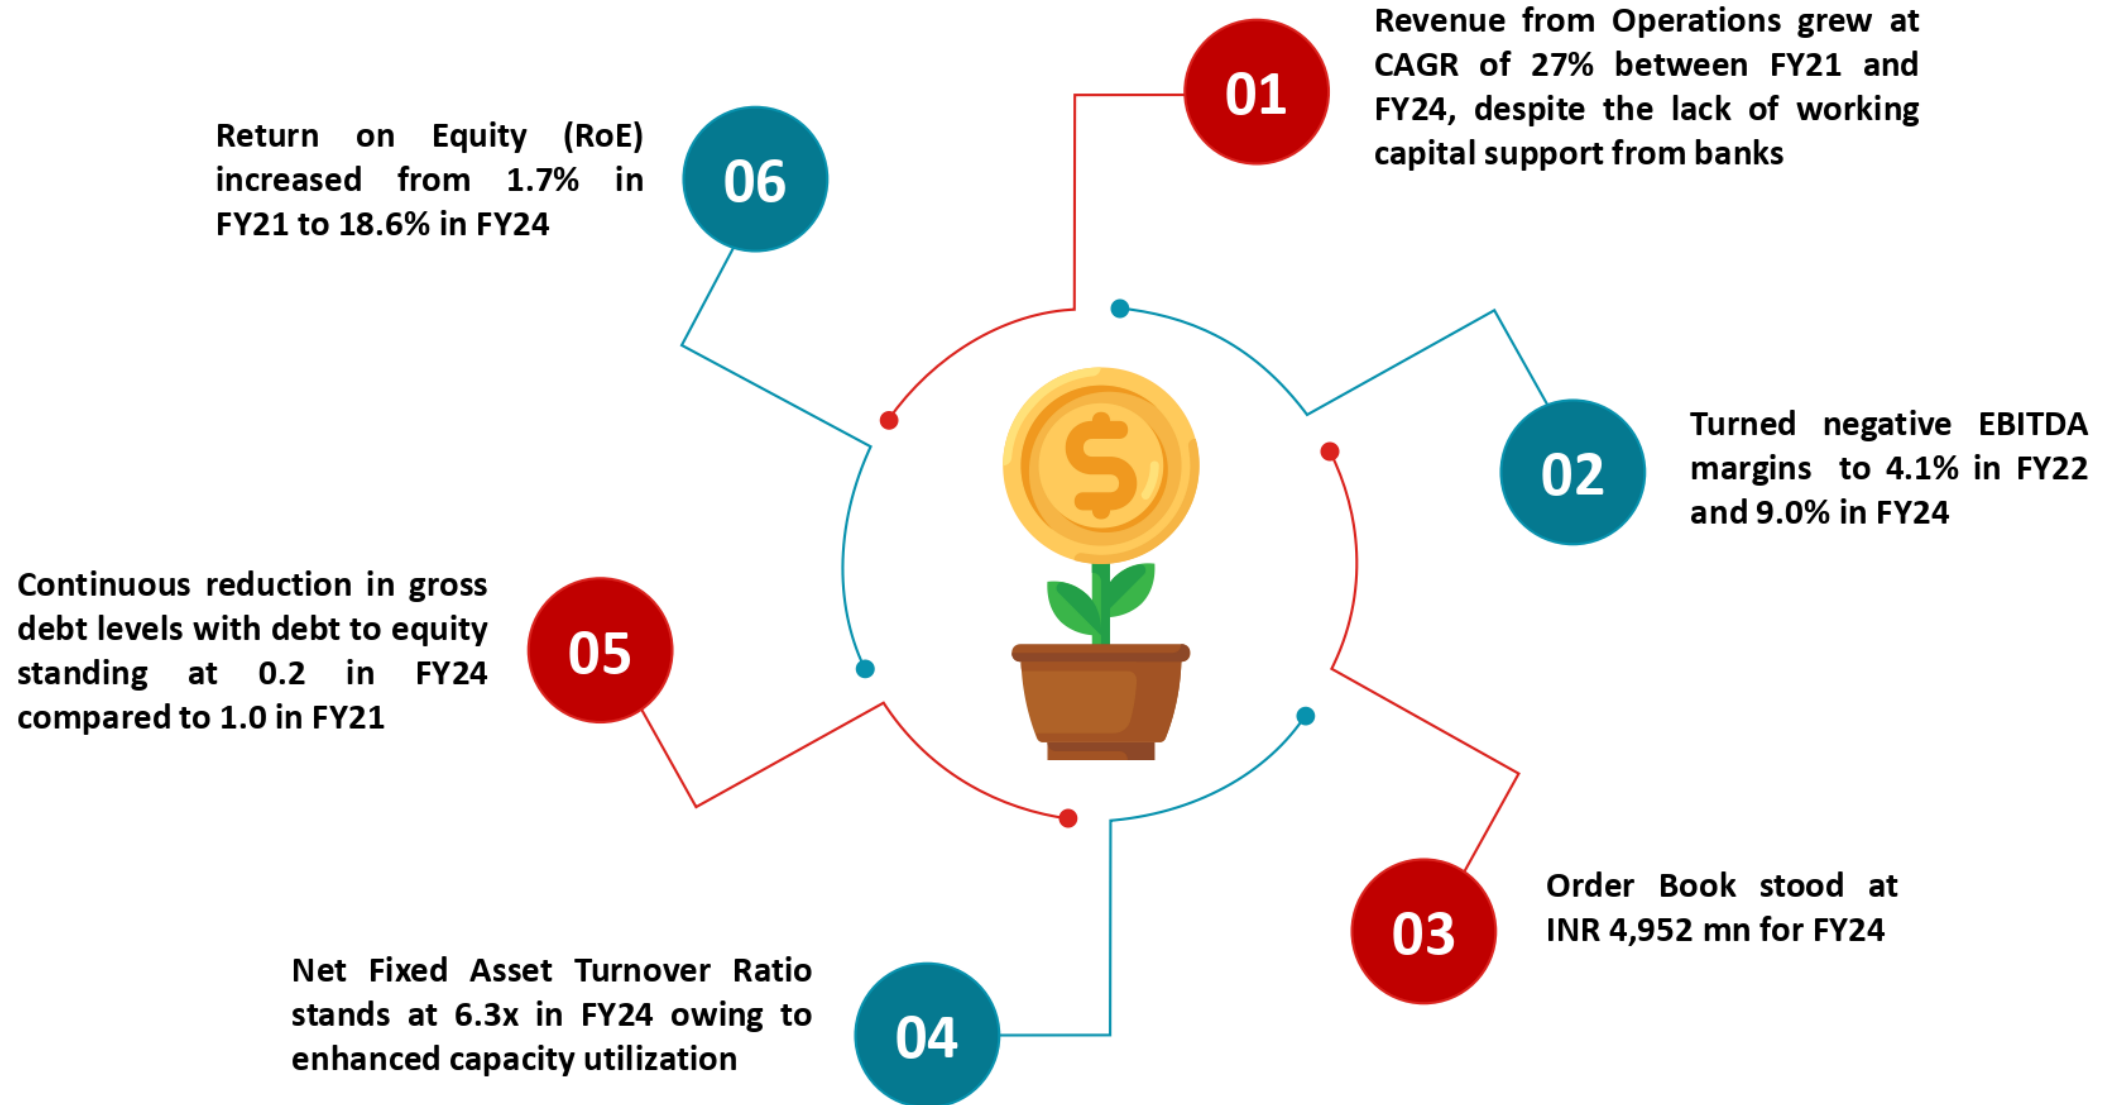 01
Revenue from Operations grew at
CAGR of 27% between FY21 and
FY24, despite the lack of working
capital support from banks
02
Turned negative EBITDA
margins to 4.1% in FY22
and 9.0% in FY24
03
Order Book stood at
INR 4,952 mn for FY24
04
Net Fixed Asset Turnover Ratio
stands at 6.3x in FY24 owing to
enhanced capacity utilization
05
Continuous reduction in gross
debt levels with debt to equity
standing at 0.2 in FY24
compared to 1.0 in FY21
06
Return on Equity (RoE)
increased from 1.7% in
FY21 to 18.6% in FY24